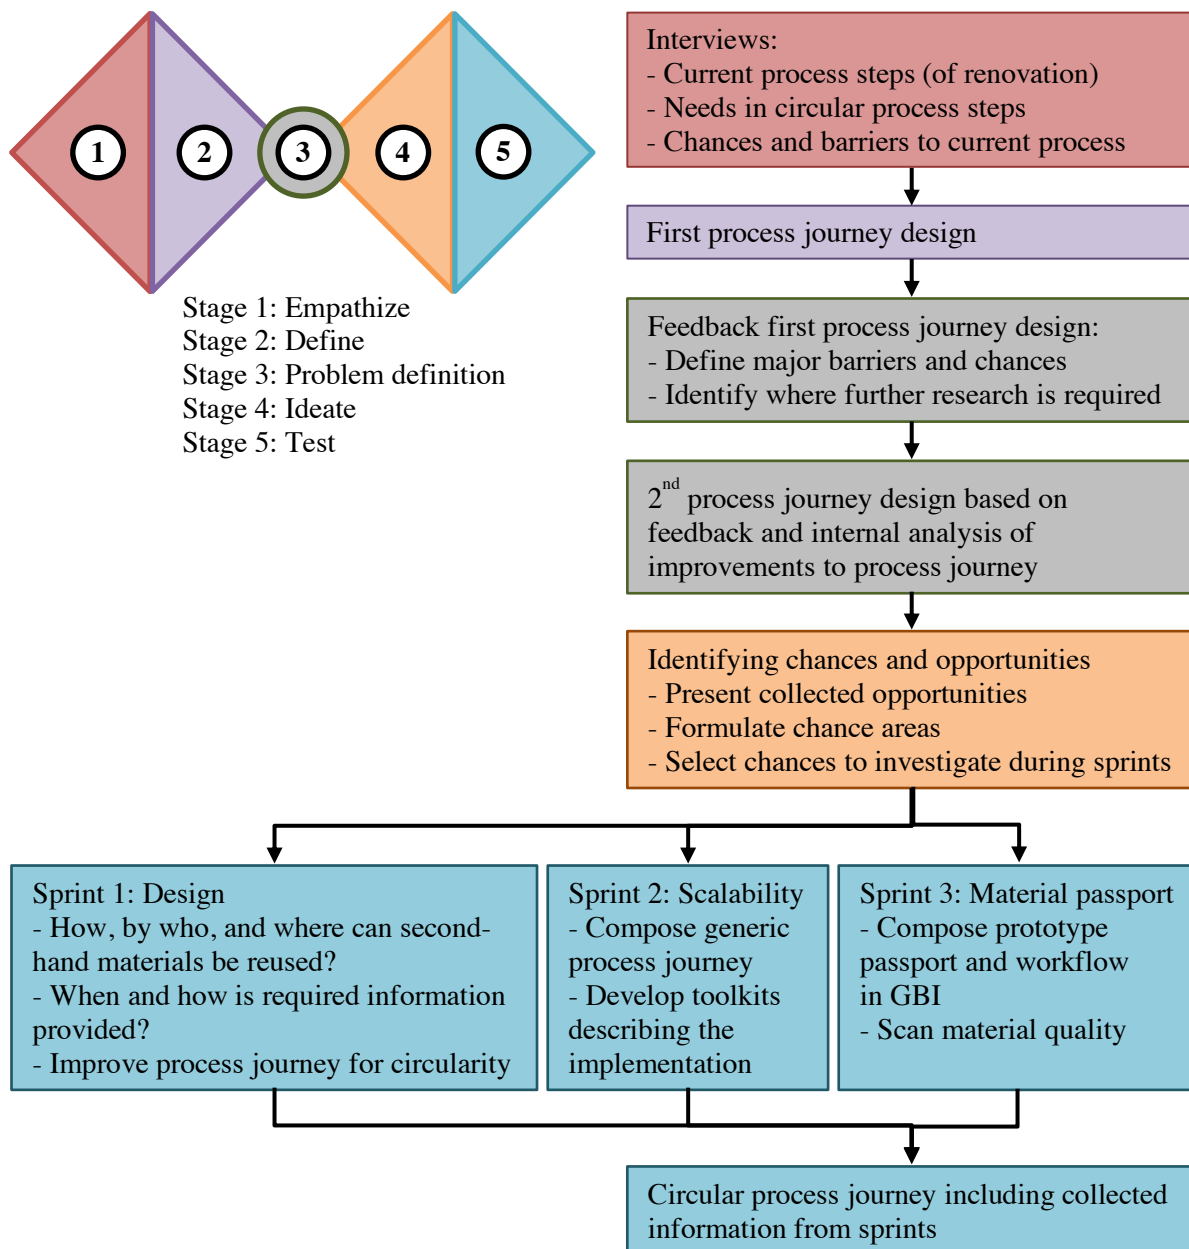 1
2
3
4
5
Stage 1: Empathize
Stage 2: Define
Stage 3: Problem definition
Stage 4: Ideate
Stage 5: Test
Interviews:
- Current process steps (of renovation)
- Needs in circular process steps
- Chances and barriers to current process
First process journey design
Feedback first process journey design:
- Define major barriers and chances
- Identify where further research is required
2nd process journey design based on
feedback and internal analysis of
improvements to process journey
Identifying chances and opportunities
- Present collected opportunities
- Formulate chance areas
- Select chances to investigate during sprints
Sprint 1: Design
- How, by who, and where can second-
hand materials be reused?
- When and how is required information
provided?
- Improve process journey for circularity
Sprint 2: Scalability
- Compose generic
process journey
- Develop toolkits
describing the
implementation
Sprint 3: Material passport
- Compose prototype
passport and workflow
in GBI
- Scan material quality
Circular process journey including collected
information from sprints